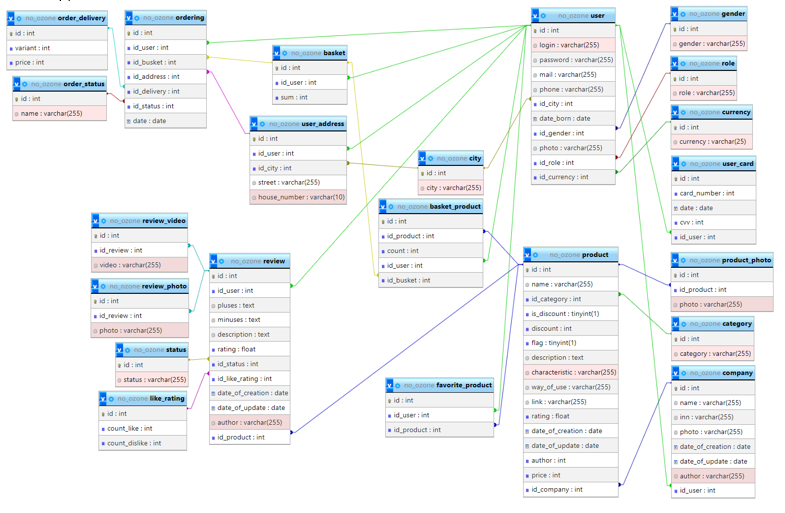 no_ozone order_delivery
id : int
variant : int
price : int
no_ozone order_status
id : int
name : varchar(255)
no_ozone ordering
id : int
id_user : int
id_busket : int
id_address : int
id_delivery : int
id_status : int
date : date
no_ozone basket
id : int
id_user : int
sum : int
no_ozone user_address
id : int
id_user : int
id_city : int
street : varchar(255)
house_number : varchar(10)
no_ozone city
id : int
city : varchar(255)
no_ozone basket_product
id : int
id_product : int
count : int
id_user : int
id_busket : int
no_ozone user
id : int
login : varchar(255)
password : varchar(255)
mail : varchar(255)
phone : varchar(255)
id_city : int
date_born : date
id_gender : int
photo : varchar(255)
id_role : int
id_currency : int
no_ozone gender
id : int
gender : varchar(255)
no_ozone role
id : int
role : varchar(255)
no_ozone currency
id : int
currency : varchar(25)
no_ozone user_card
id : int
card_number : int
date : date
cvv : int
id_user : int
no_ozone review_video
id : int
id_review : int
video : varchar(255)
no_ozone review_photo
id : int
id_review : int
photo : varchar(255)
no_ozone status
id : int
status : varchar(255)
no_ozone like_rating
id : int
count_like : int
count_dislike : int
no_ozone review
id : int
id_user : int
pluses : text
minuses : text
description : text
rating : float
id_status : int
id_like_rating : int
date_of_creation : date
date_of_update : date
author : varchar(255)
id_product : int
no_ozone favorite_product
id : int
id_user : int
id_product : int
no_ozone product
id : int
name : varchar(255)
id_category : int
is_discount : tinyint(1)
discount : int
flag : tinyint(1)
description : text
characteristic : varchar(255)
way_of_use : varchar(255)
link : varchar(255)
rating : float
date_of_creation : date
date_of_update : date
author : int
price : int
id_company : int
no_ozone product_photo
id : int
id_product : int
photo : varchar(255)
no_ozone category
id : int
category : varchar(255)
no_ozone company
id : int
name : varchar(255)
inn : varchar(255)
photo : varchar(255)
date_of_creation : date
date_of_update : date
author : varchar(255)
id_user : int